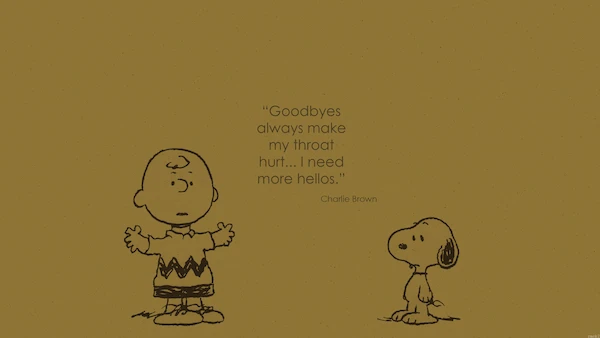 “Goodbyes
always make
my throat
hurt... I need
more hellos.”
Charlie Brown